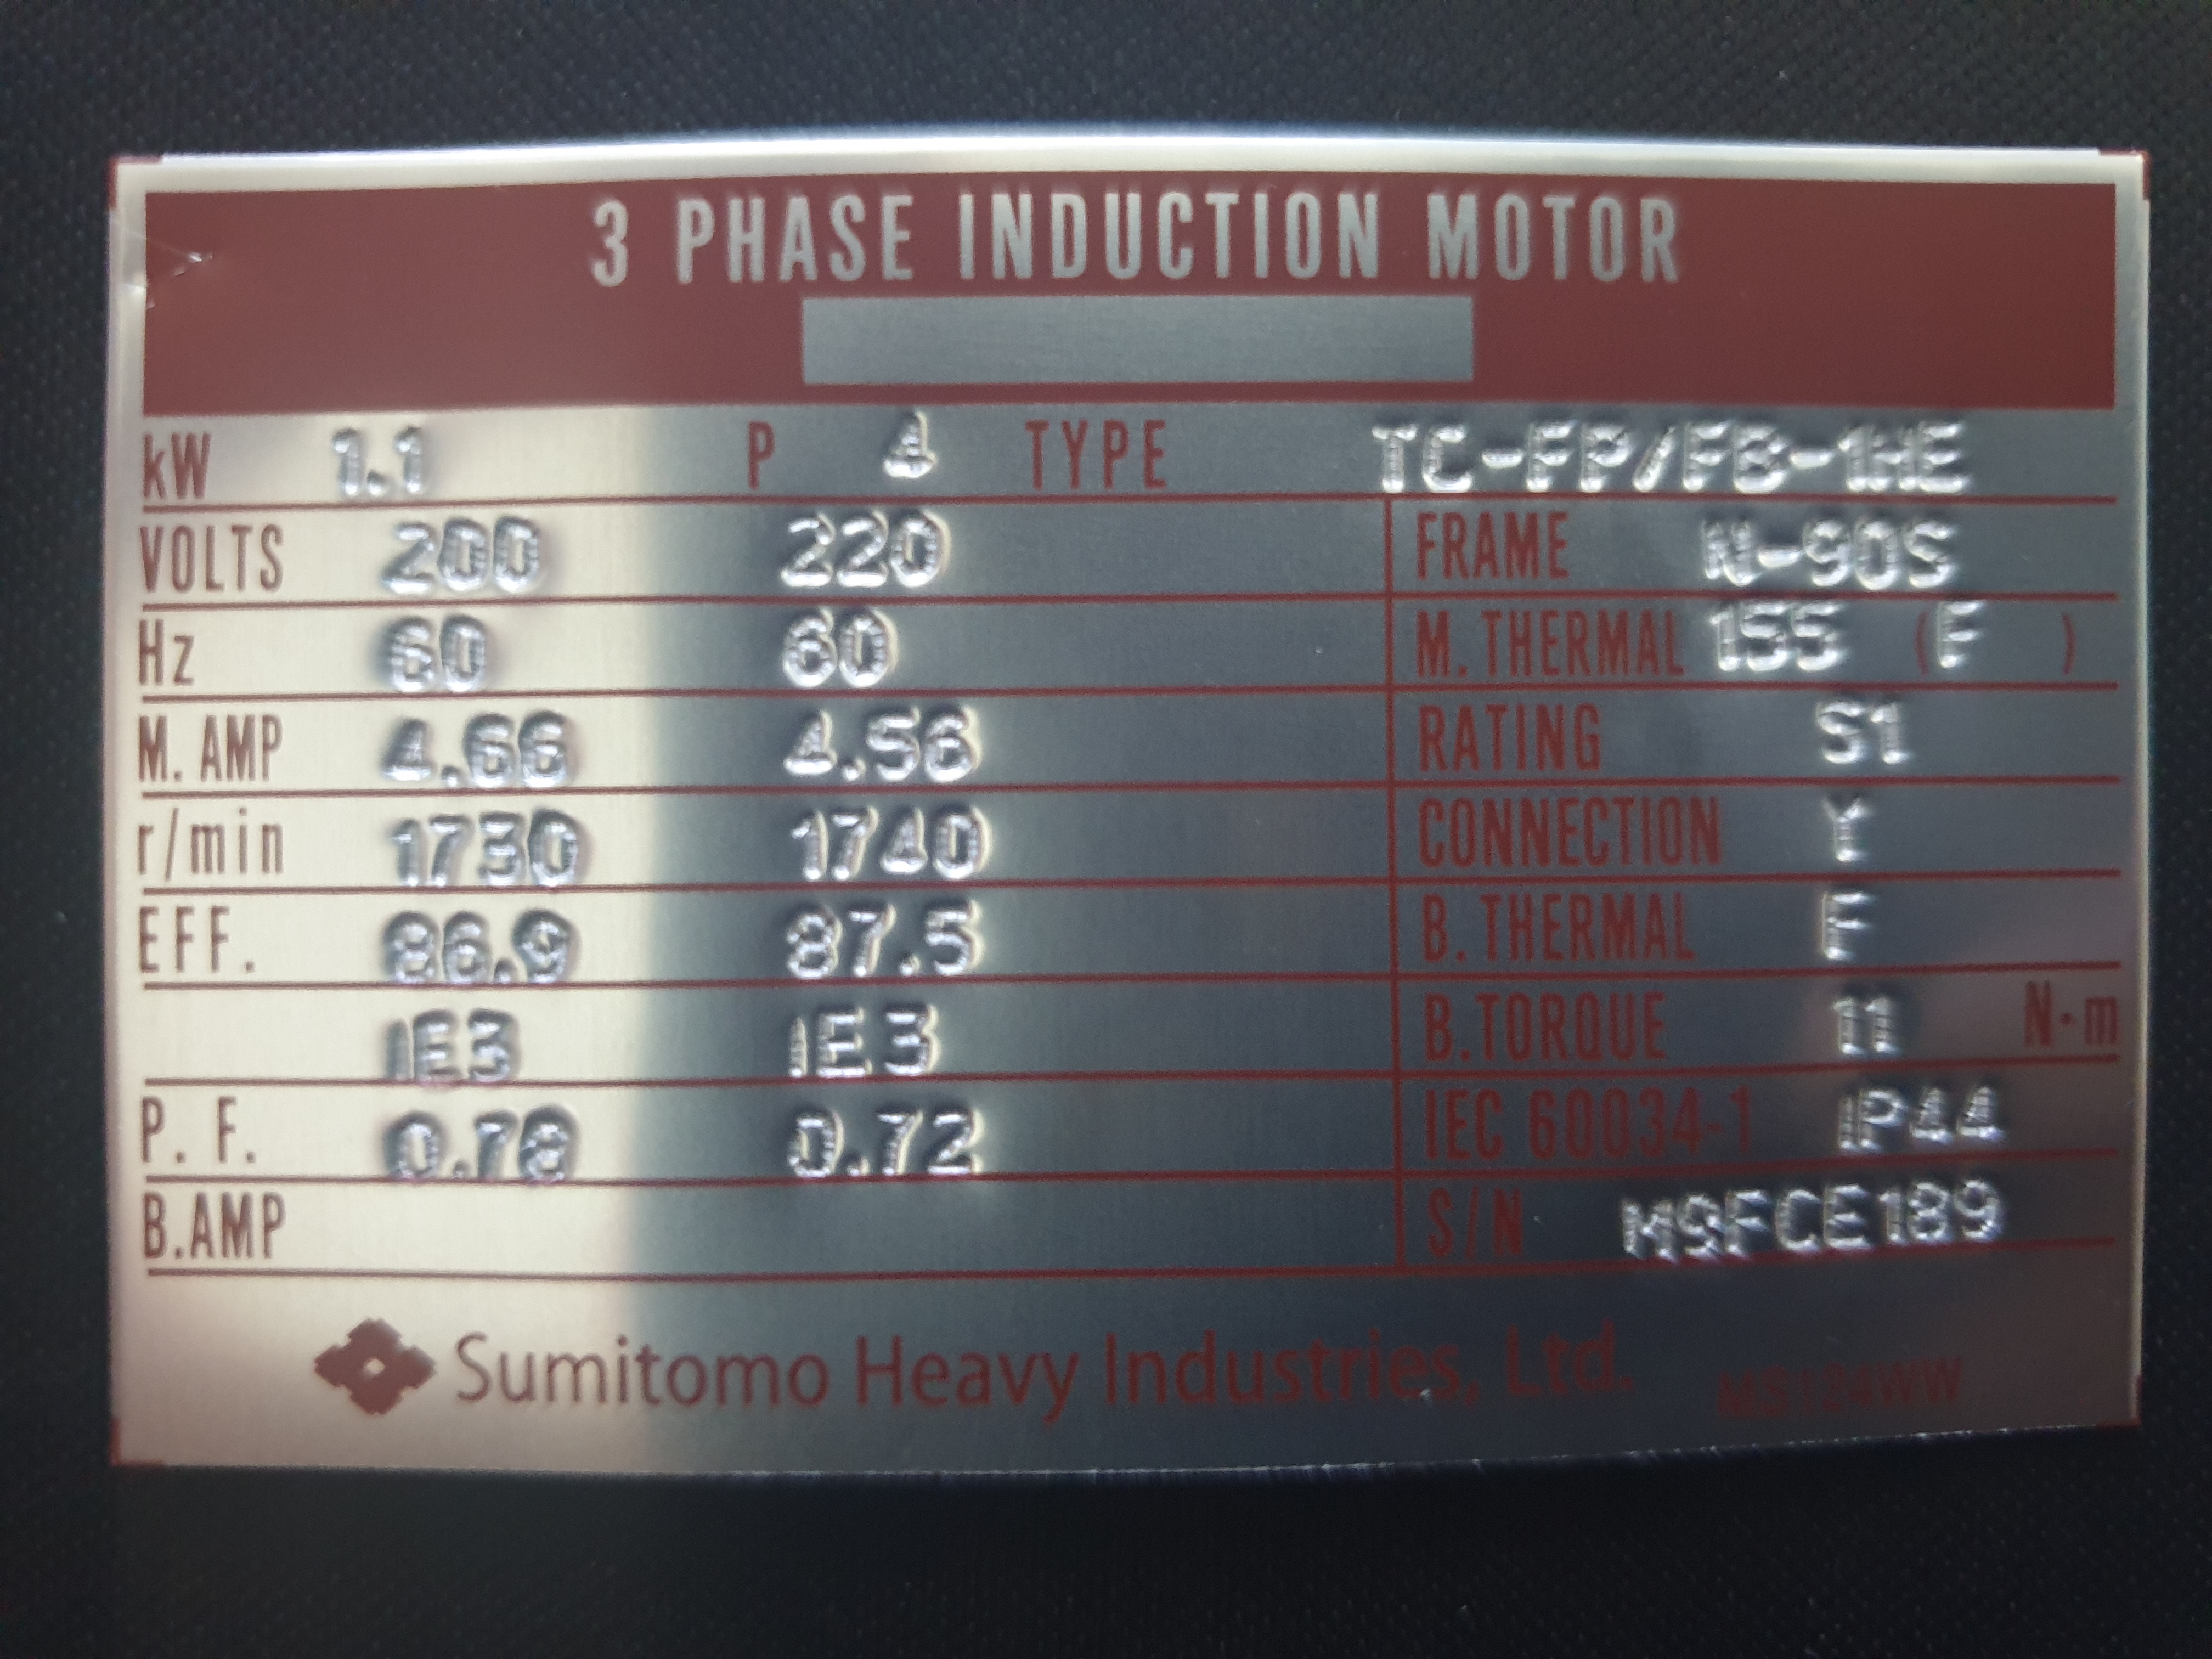 3 PHASE INDUCTION MOTOR
kW 1.1 P 4 TYPE TC-FP/FB-1HE
VOLTS 200 220 FRAME N-90S
Hz 60 60 M.THERMAL 155 (F )
M. AMP 4.66 4.56 RATING S1
r/min 1730 1740 CONNECTION Y
EFF. 86.9 87.5 B.THERMAL F
IE3 IE3 B.TORQUE 11 N·m
P. F. 0.78 0.72 IEC 60034-1 IP44
B.AMP S/N M9FCE189
Sumitomo Heavy Industries, Ltd. MS124WW